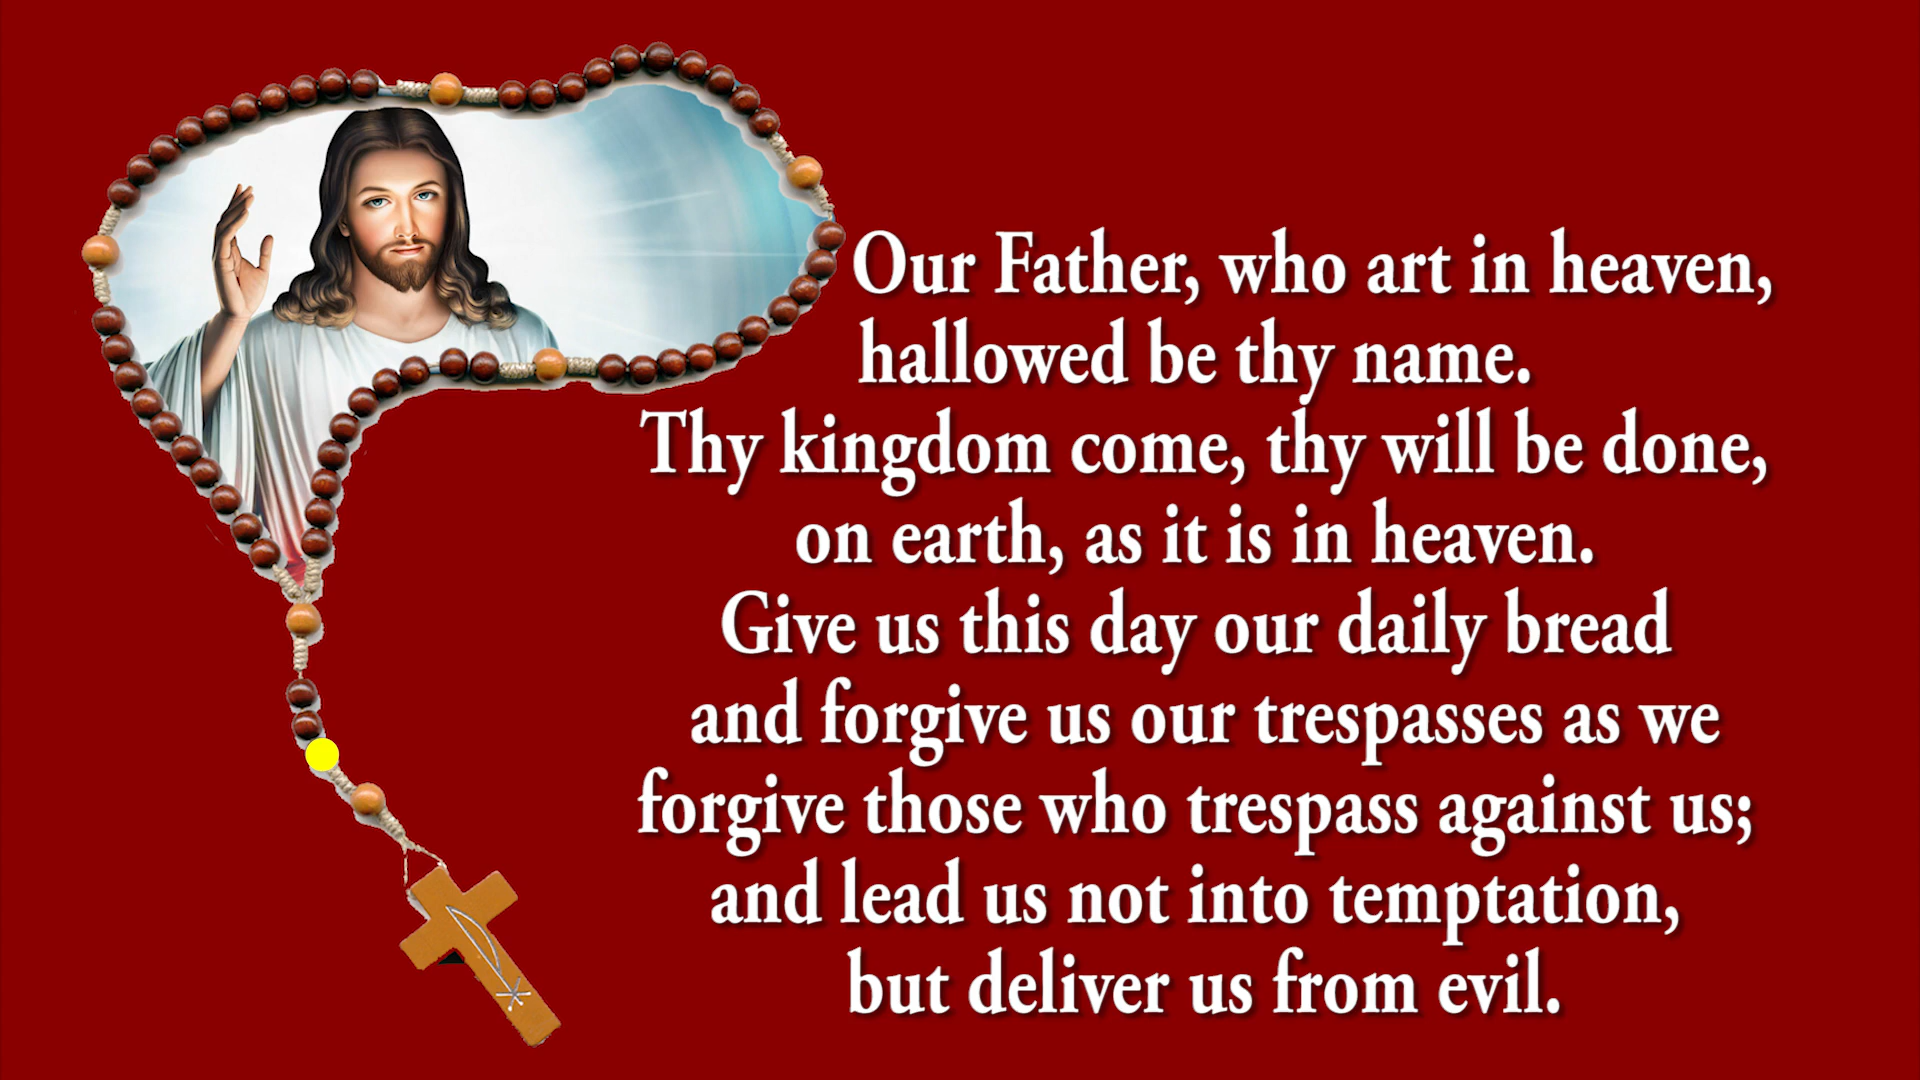 Our Father, who art in heaven,
hallowed be thy name.
Thy kingdom come, thy will be done,
on earth, as it is in heaven.
Give us this day our daily bread
and forgive us our trespasses as we
forgive those who trespass against us;
and lead us not into temptation,
but deliver us from evil.